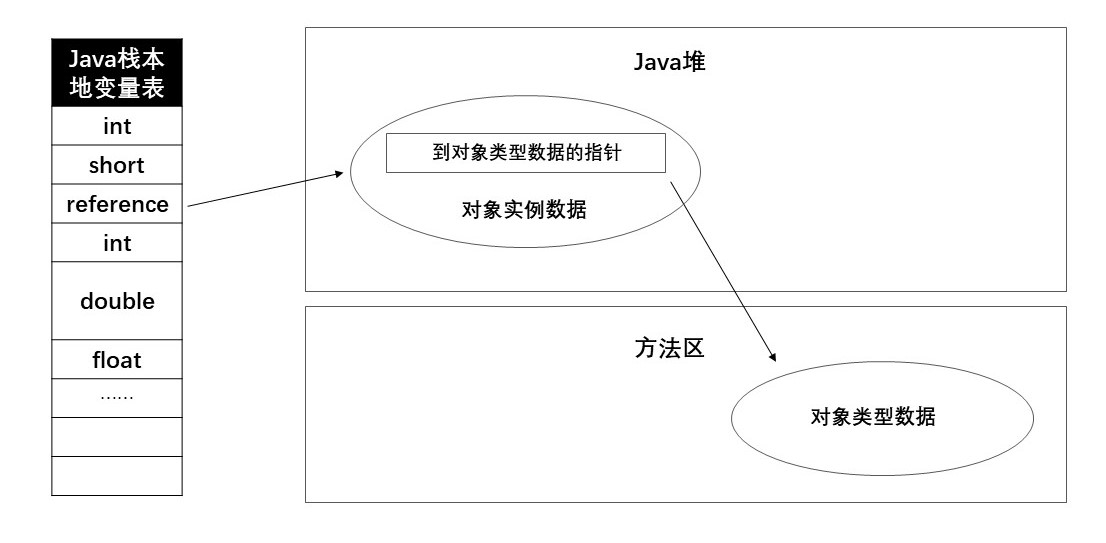 Java栈本
地变量表
int
short
reference
int
double
float
……
Java堆
到对象类型数据的指针
对象实例数据
方法区
对象类型数据